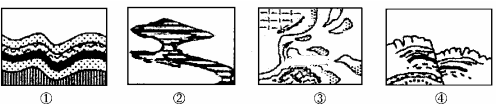 ① ② ③ ④